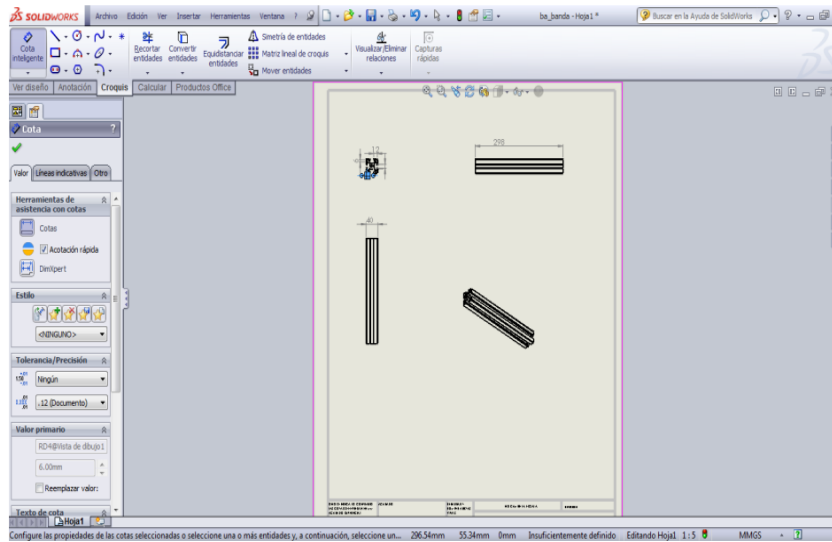 SOLIDWORKS Archivo Edición Ver Insertar Herramientas Ventana ? ba_banda - Hoja1 * Buscar en la Ayuda de SolidWorks
Cota inteligente
Recortar entidades
Convertir entidades
Equidistanciar entidades
Simetría de entidades
Matriz lineal de croquis
Mover entidades
Visualizar/Eliminar relaciones
Capturas rápidas
Ver diseño Anotación Croquis Calcular Productos Office
Cota ?
Valor Líneas indicativas Otro
Herramientas de
asistencia con cotas
Cotas
Acotación rápida
DimXpert
Estilo
<NINGUNO>
Tolerancia/Precisión
Ningún
.12 (Documento)
Valor primario
RD4@Vista de dibujo1
6.00mm
Reemplazar valor:
Texto de cota
12
298
40
Hoja1
Configure las propiedades de las cotas seleccionadas o seleccione una o más entidades y, a continuación, seleccione un... 296.54mm 55.34mm 0mm Insuficientemente definido Editando Hoja1 1:5 MMGS